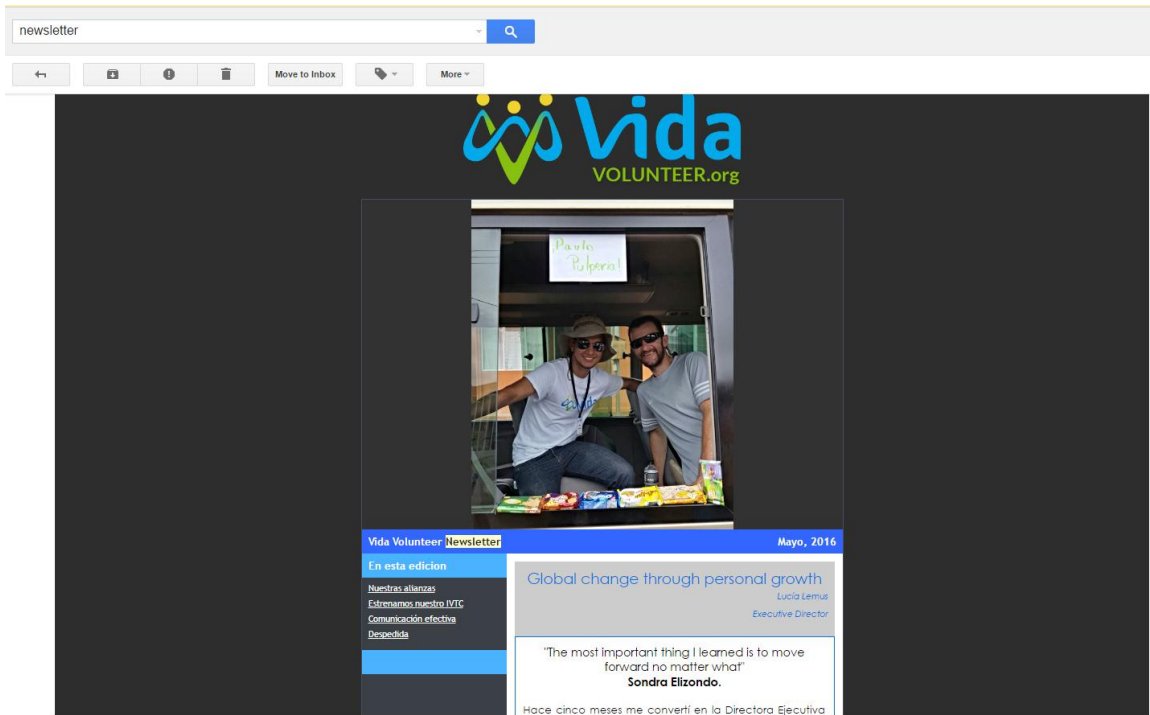 newsletter
Move to Inbox
More
Vida
VOLUNTEER.org
¡Paulo
Pulpería!
Vida Volunteer Newsletter
Mayo, 2016
En esta edicion
Nuestras alianzas
Estrenamos nuestro IVTC
Comunicación efectiva
Despedida
Global change through personal growth
Lucía Lemus
Executive Director
"The most important thing I learned is to move
forward no matter what"
Sondra Elizondo.
Hace cinco meses me convertí en la Directora Ejecutiva